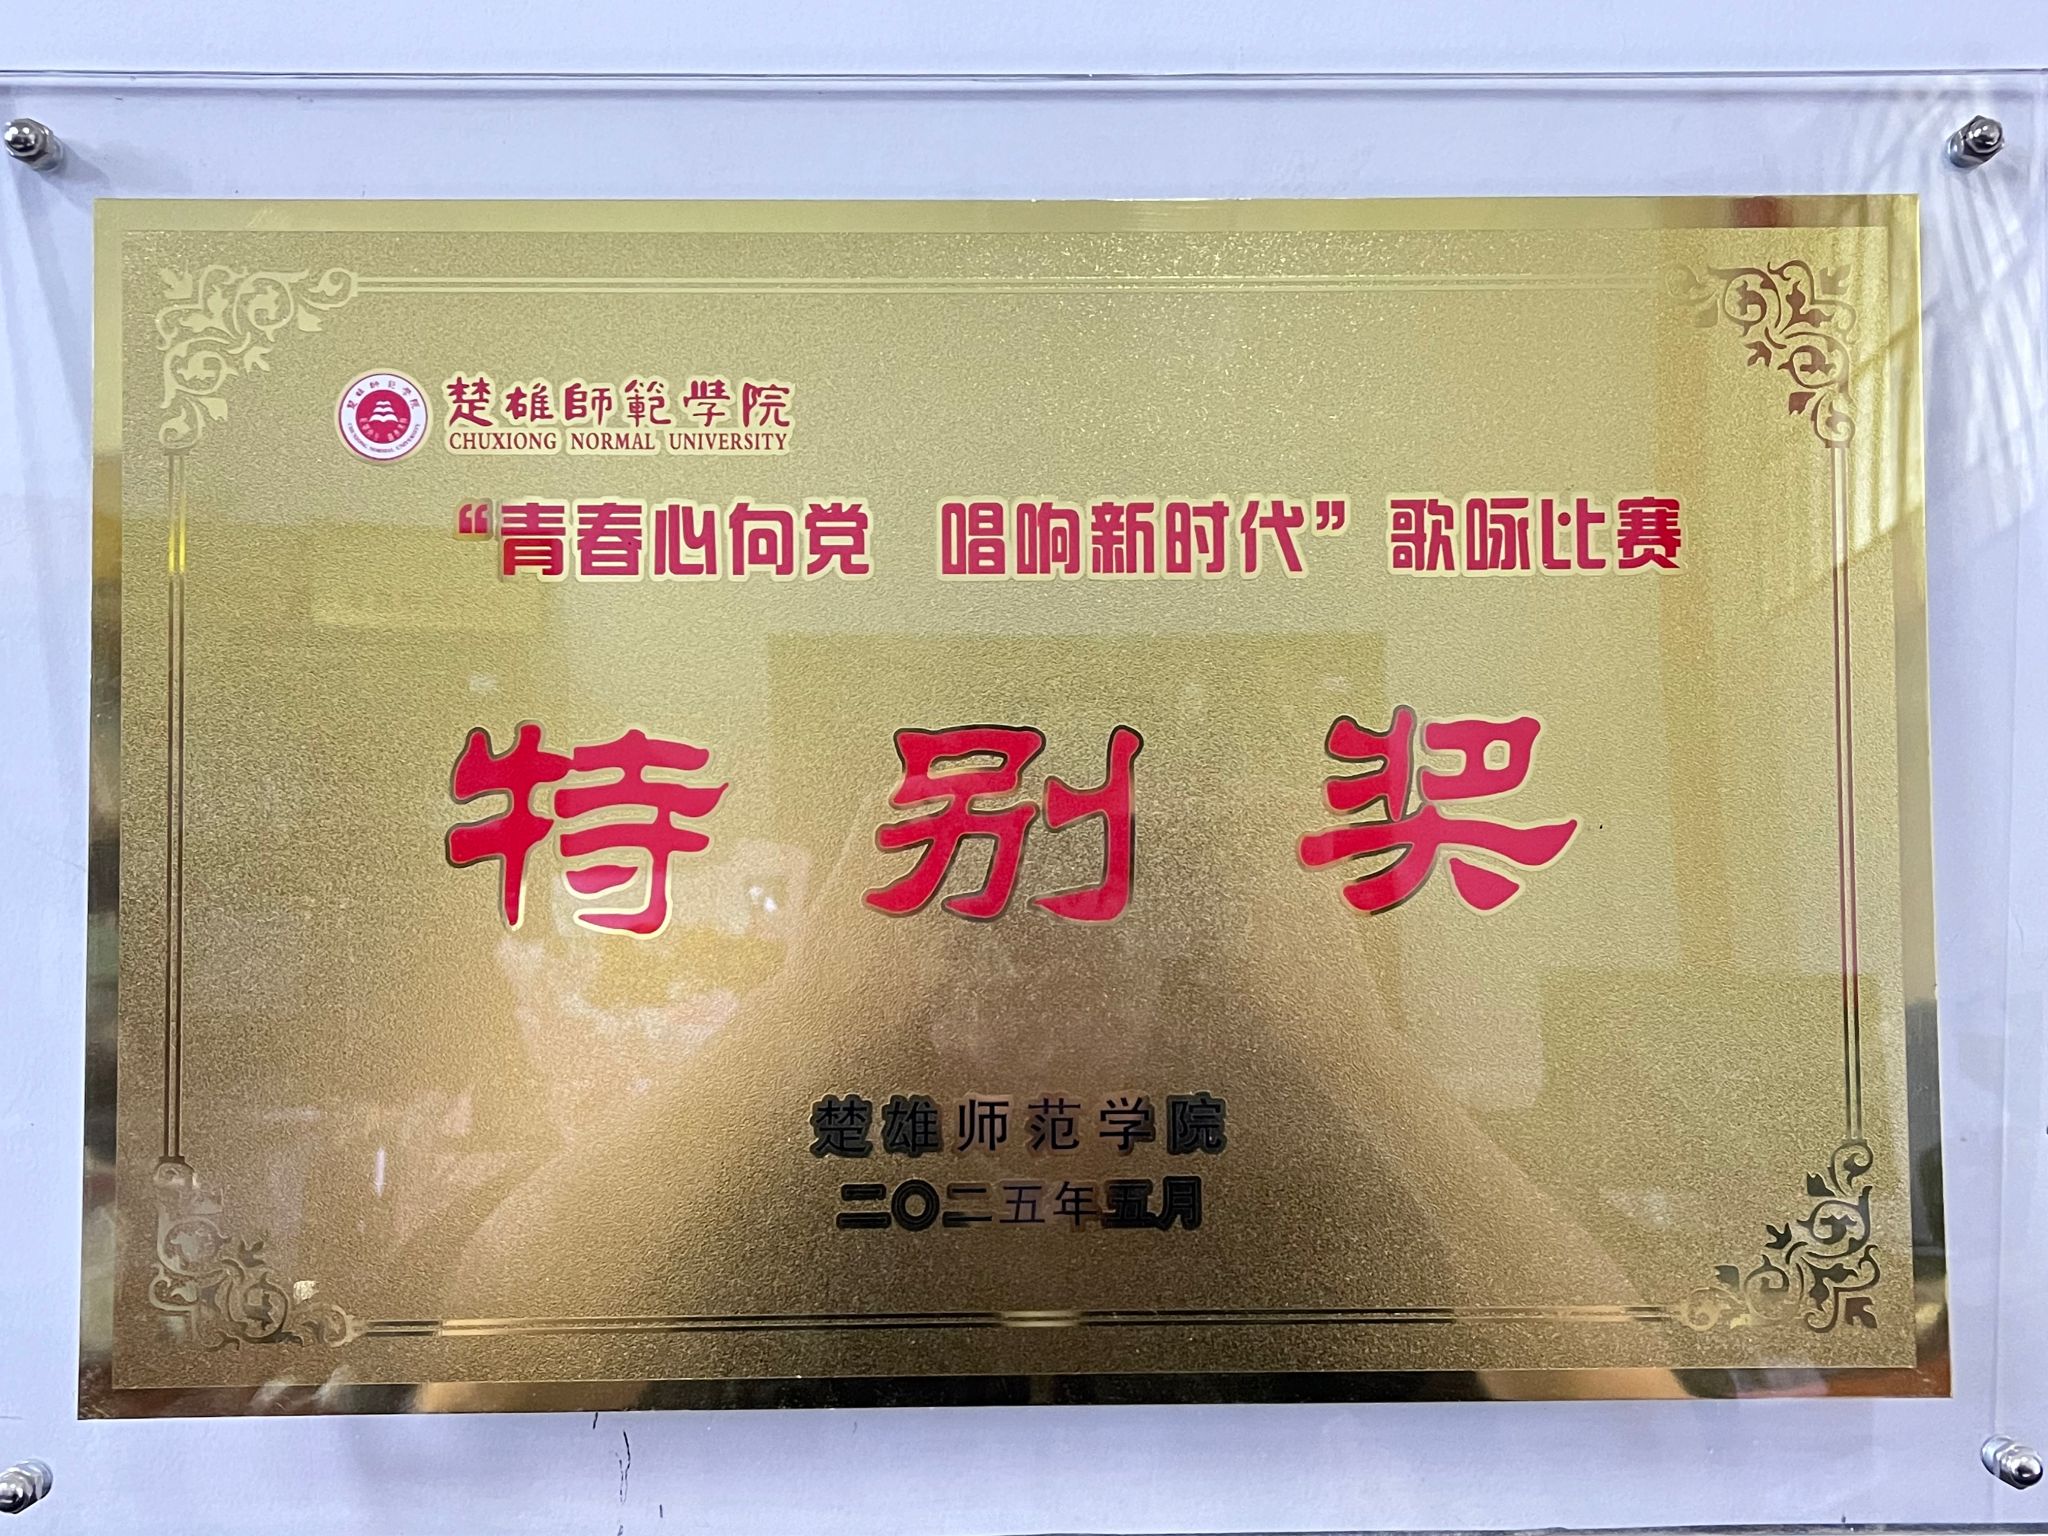 楚雄師範學院
CHUXIONG NORMAL UNIVERSITY
“青春心向党 唱响新时代”歌咏比赛
特别奖
楚雄师范学院
二〇二五年五月